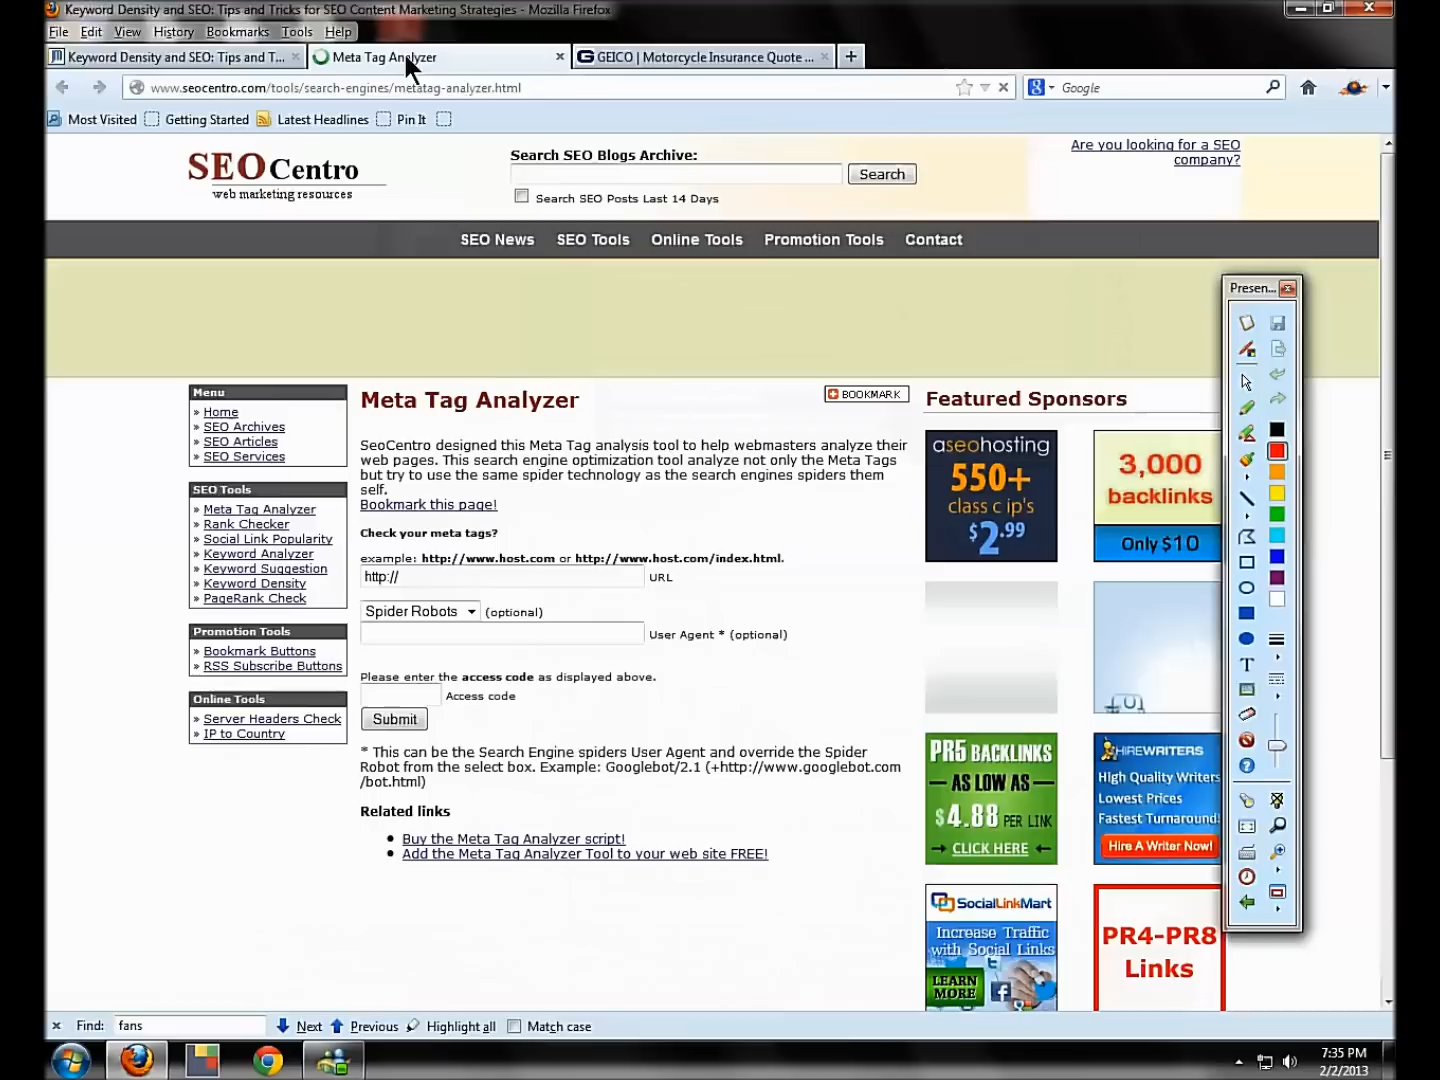 Keyword Density and SEO: Tips and Tricks for SEO Content Marketing Strategies - Mozilla Firefox
File Edit View History Bookmarks Tools Help
Keyword Density and SEO: Tips and T...
Meta Tag Analyzer
GEICO | Motorcycle Insurance Quote ...
www.seocentro.com/tools/search-engines/metatag-analyzer.html
Google
Most Visited Getting Started Latest Headlines Pin It
SEO Centro
web marketing resources
Search SEO Blogs Archive:
Search
Search SEO Posts Last 14 Days
Are you looking for a SEO
company?
SEO News SEO Tools Online Tools Promotion Tools Contact
Menu
» Home
» SEO Archives
» SEO Articles
» SEO Services
SEO Tools
» Meta Tag Analyzer
» Rank Checker
» Social Link Popularity
» Keyword Analyzer
» Keyword Suggestion
» Keyword Density
» PageRank Check
Promotion Tools
» Bookmark Buttons
» RSS Subscribe Buttons
Online Tools
» Server Headers Check
» IP to Country
Meta Tag Analyzer
BOOKMARK
SeoCentro designed this Meta Tag analysis tool to help webmasters analyze their
web pages. This search engine optimization tool analyze not only the Meta Tags
but try to use the same spider technology as the search engines spiders them
self.
Bookmark this page!
Check your meta tags?
example: http://www.host.com or http://www.host.com/index.html.
http:// URL
Spider Robots (optional)
User Agent * (optional)
Please enter the access code as displayed above.
Access code
Submit
* This can be the Search Engine spiders User Agent and override the Spider
Robot from the select box. Example: Googlebot/2.1 (+http://www.googlebot.com
/bot.html)
Related links
• Buy the Meta Tag Analyzer script!
• Add the Meta Tag Analyzer Tool to your web site FREE!
Featured Sponsors
aseohosting
550+
class c ip's
$2.99
3,000
backlinks
Only $10
PR5 BACKLINKS
— AS LOW AS —
$4.88 PER LINK
→ CLICK HERE ←
HIREWRITERS
High Quality Writers
Lowest Prices
Fastest Turnaround!
Hire A Writer Now!
SocialLinkMart
Increase Traffic
with Social Links
LEARN
MORE
PR4-PR8
Links
Presen...
T
Find: fans Next Previous Highlight all Match case
7:35 PM
2/2/2013